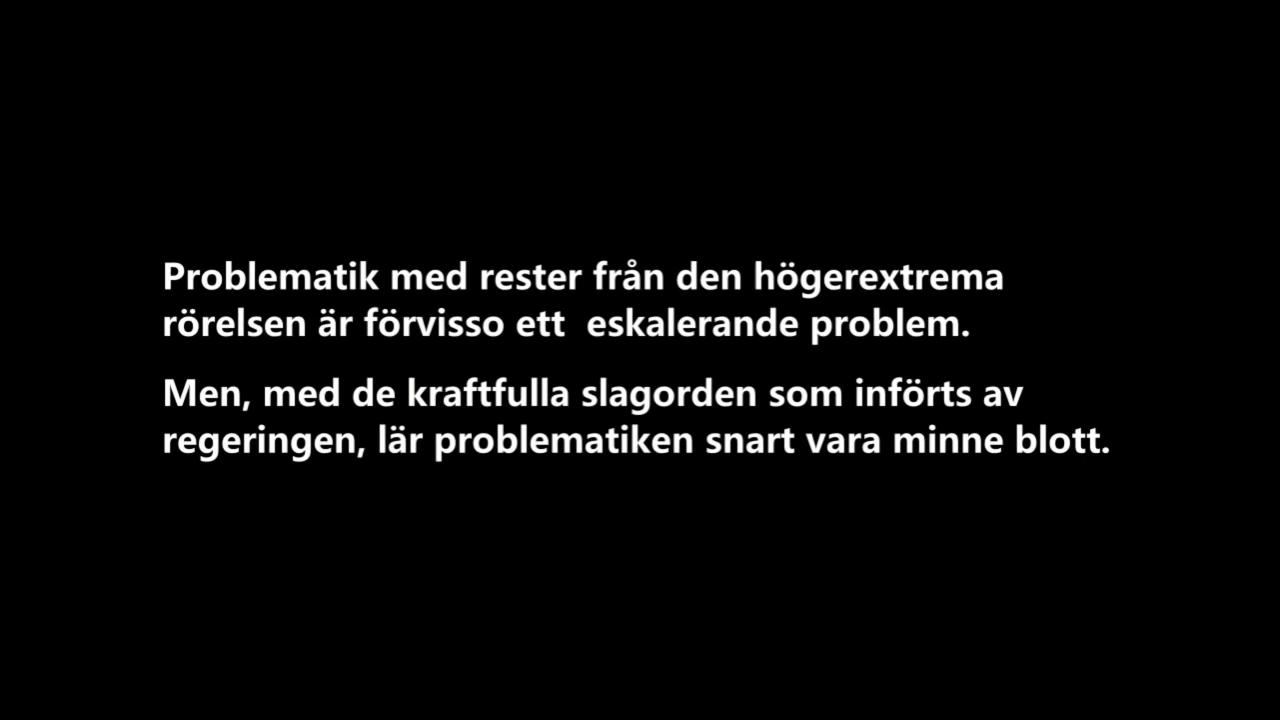 Problematik med rester från den högerextrema
rörelsen är förvisso ett  eskalerande problem.
Men, med de kraftfulla slagorden som införts av
regeringen, lär problematiken snart vara minne blott.